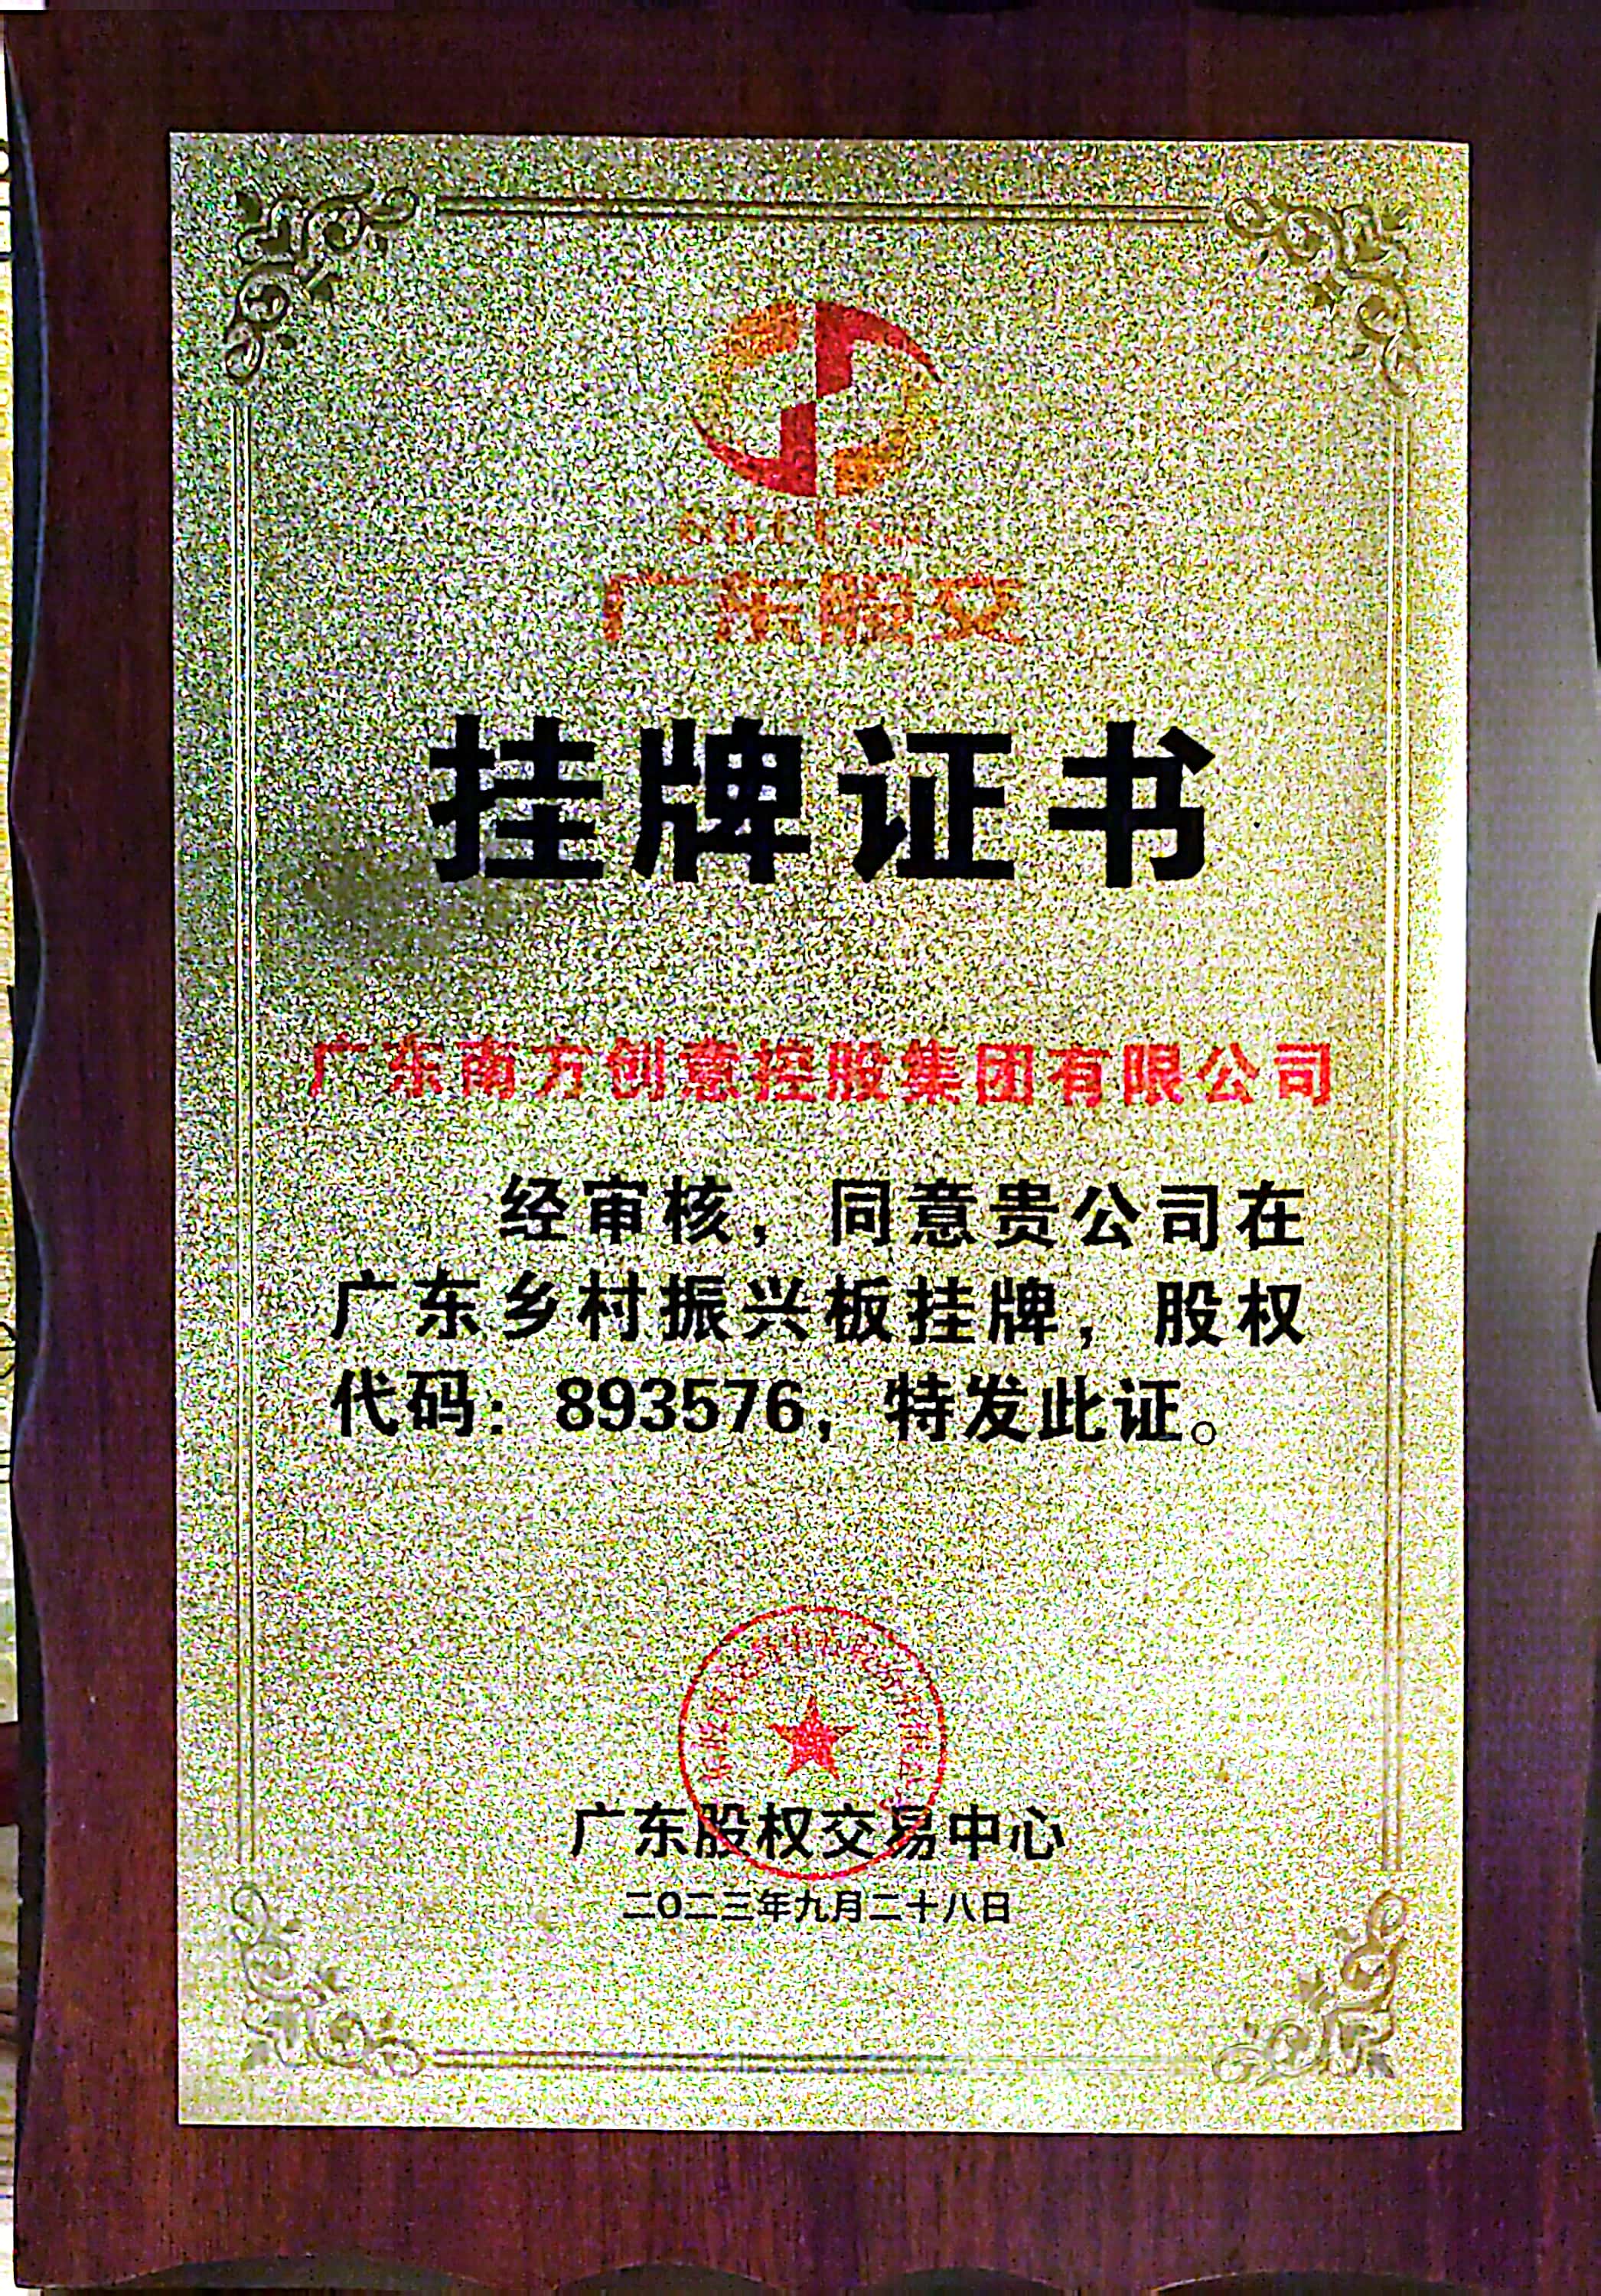 广东股交
挂牌证书
广东南方创意控股集团有限公司
经审核，同意贵公司在
广东乡村振兴板挂牌，股权
代码：893576，特发此证。
广东股权交易中心
二〇二三年九月二十八日